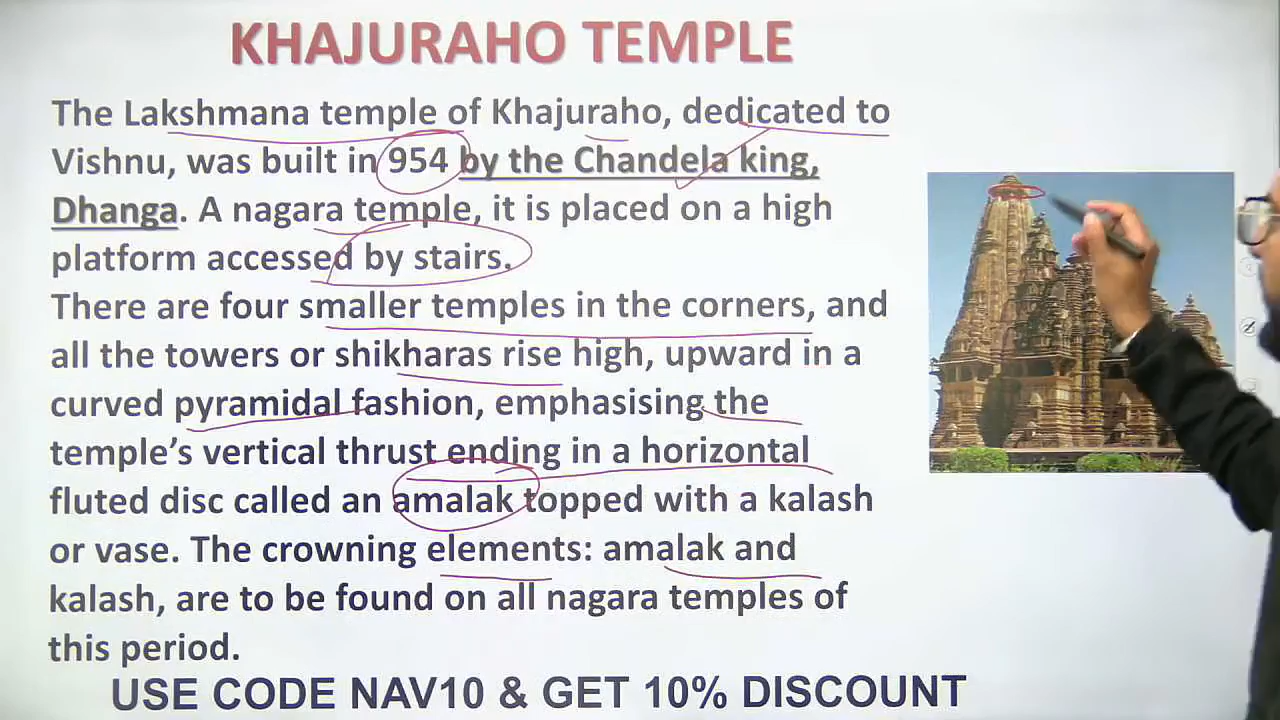 KHAJURAHO TEMPLE
The Lakshmana temple of Khajuraho, dedicated to
Vishnu, was built in 954 by the Chandela king,
Dhanga. A nagara temple, it is placed on a high
platform accessed by stairs.
There are four smaller temples in the corners, and
all the towers or shikharas rise high, upward in a
curved pyramidal fashion, emphasising the
temple's vertical thrust ending in a horizontal
fluted disc called an amalak topped with a kalash
or vase. The crowning elements: amalak and
kalash, are to be found on all nagara temples of
this period.
USE CODE NAV10 & GET 10% DISCOUNT